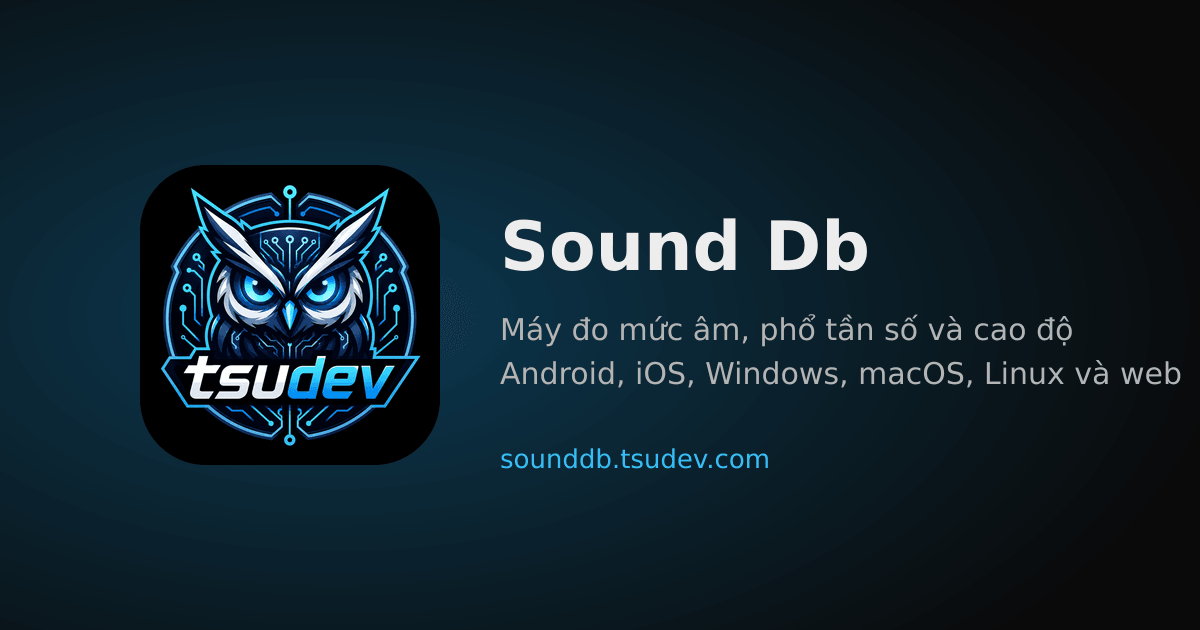 tsudev
Sound Db
Máy đo mức âm, phổ tần số và cao độ
Android, iOS, Windows, macOS, Linux và web
sounddb.tsudev.com